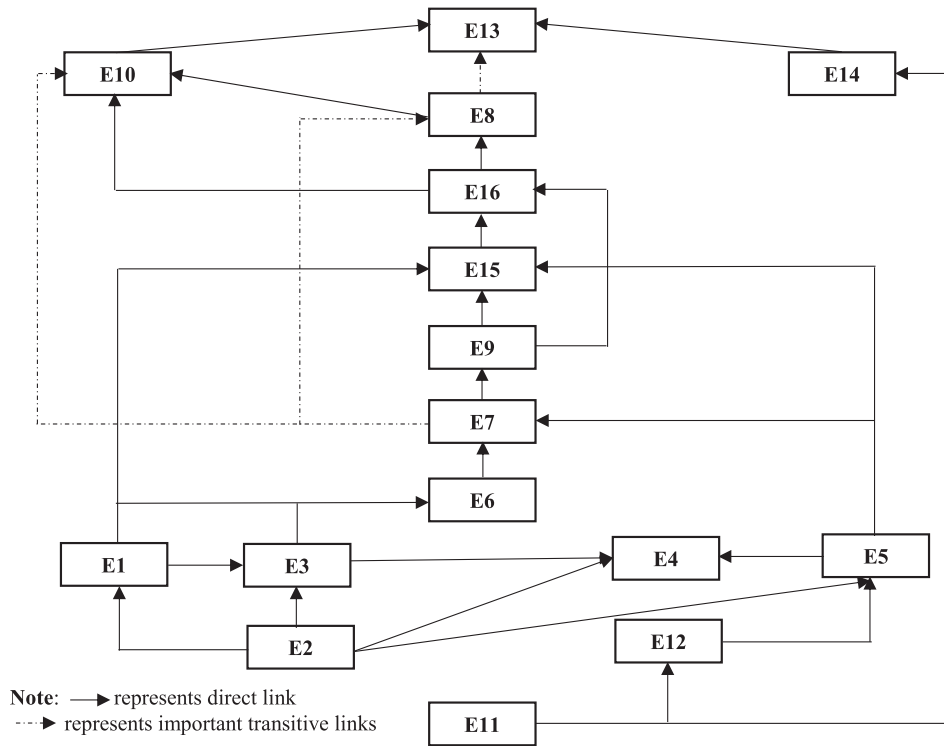 E13
E10
E14
E8
E16
E15
E9
E7
E6
E1
E3
E4
E5
E2
E12
Note: represents direct link
represents important transitive links
E11